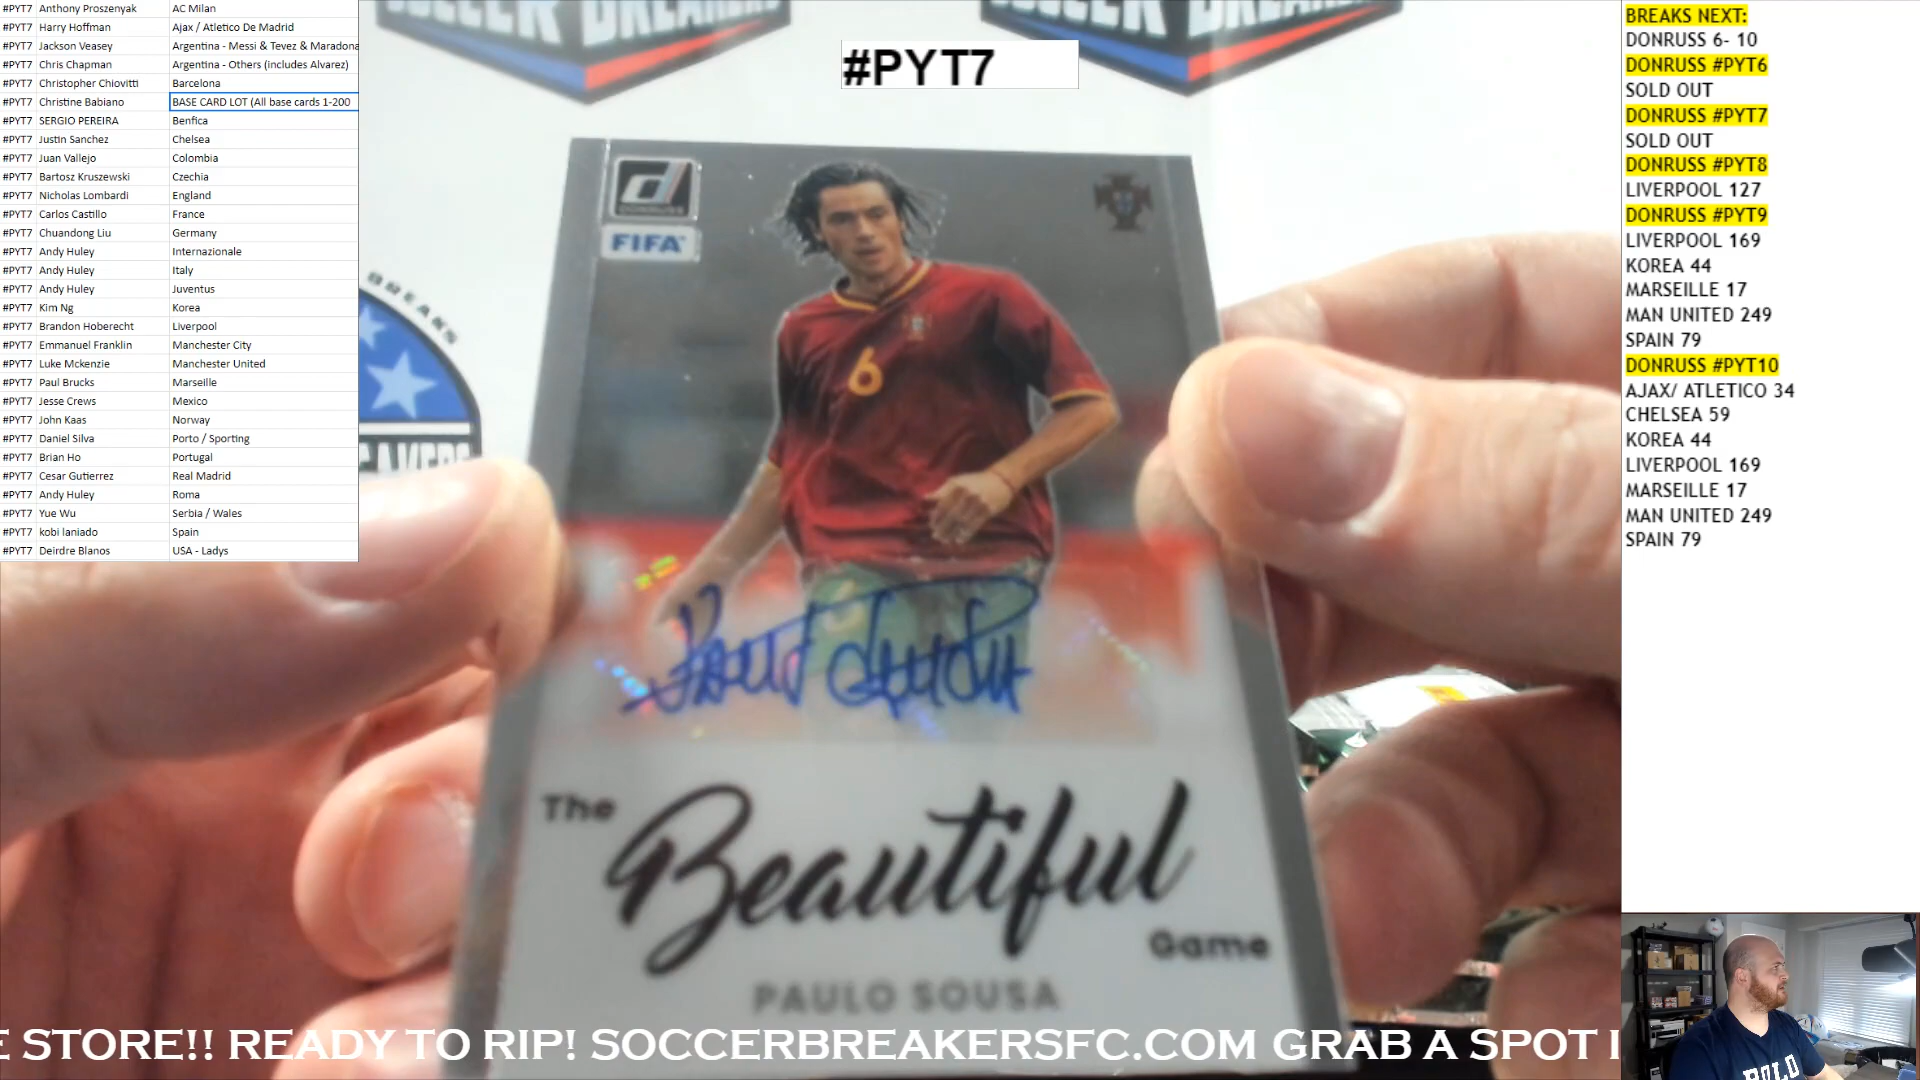 #PYT7 Anthony Proszenyak AC Milan
#PYT7 Harry Hoffman Ajax / Atletico De Madrid
#PYT7 Jackson Veasey Argentina - Messi & Tevez & Maradona
#PYT7 Chris Chapman Argentina - Others (includes Alvarez)
#PYT7 Christopher Chiovitti Barcelona
#PYT7 Christine Babiano BASE CARD LOT (All base cards 1-200
#PYT7 SERGIO PEREIRA Benfica
#PYT7 Justin Sanchez Chelsea
#PYT7 Juan Vallejo Colombia
#PYT7 Bartosz Kruszewski Czechia
#PYT7 Nicholas Lombardi England
#PYT7 Carlos Castillo France
#PYT7 Chuandong Liu Germany
#PYT7 Andy Huley Internazionale
#PYT7 Andy Huley Italy
#PYT7 Andy Huley Juventus
#PYT7 Kim Ng Korea
#PYT7 Brandon Hoberecht Liverpool
#PYT7 Emmanuel Franklin Manchester City
#PYT7 Luke Mckenzie Manchester United
#PYT7 Paul Brucks Marseille
#PYT7 Jesse Crews Mexico
#PYT7 John Kaas Norway
#PYT7 Daniel Silva Porto / Sporting
#PYT7 Brian Ho Portugal
#PYT7 Cesar Gutierrez Real Madrid
#PYT7 Andy Huley Roma
#PYT7 Yue Wu Serbia / Wales
#PYT7 kobi laniado Spain
#PYT7 Deirdre Blanos USA - Ladys
SOCCER BREAKERS
SOCCER BREAKERS
#PYT7
BREAKS
DONRUSS
FIFA
6
6
The
Beautiful
Game
PAULO SOUSA
BREAKS NEXT:
DONRUSS 6- 10
DONRUSS #PYT6
SOLD OUT
DONRUSS #PYT7
SOLD OUT
DONRUSS #PYT8
LIVERPOOL 127
DONRUSS #PYT9
LIVERPOOL 169
KOREA 44
MARSEILLE 17
MAN UNITED 249
SPAIN 79
DONRUSS #PYT10
AJAX/ ATLETICO 34
CHELSEA 59
KOREA 44
LIVERPOOL 169
MARSEILLE 17
MAN UNITED 249
SPAIN 79
POLO
E STORE!! READY TO RIP! SOCCERBREAKERSFC.COM GRAB A SPOT I